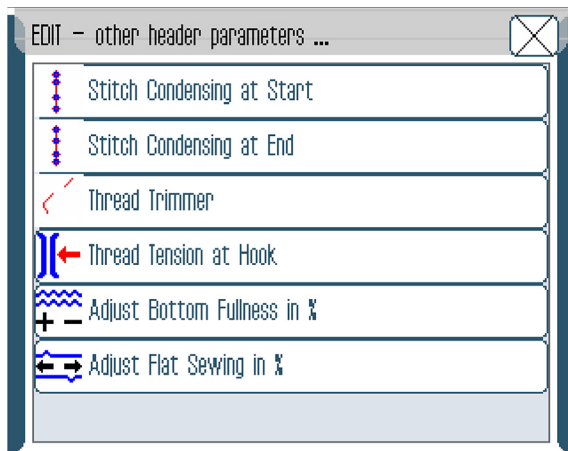 EDIT - other header parameters ...
Stitch Condensing at Start
Stitch Condensing at End
Thread Trimmer
Thread Tension at Hook
Adjust Bottom Fullness in %
Adjust Flat Sewing in %